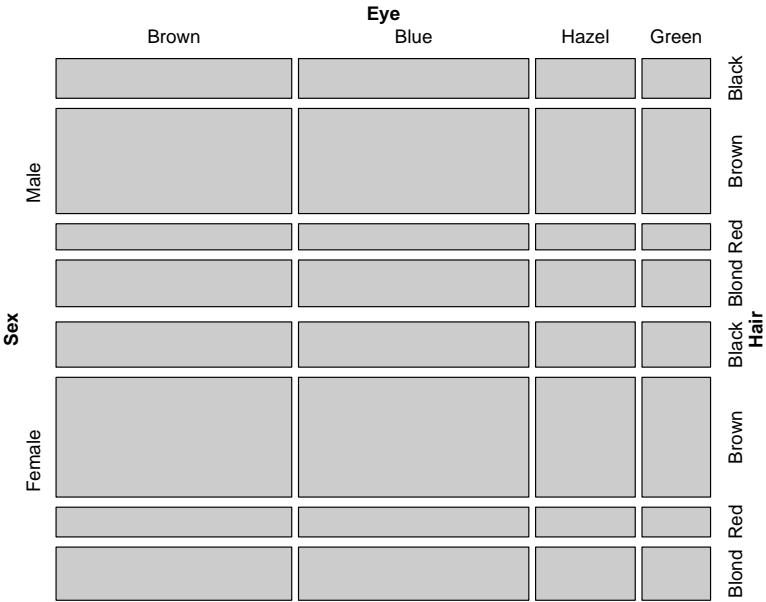 Eye
Brown Blue Hazel Green
Sex
Male
Female
Black
Brown
Red
Blond
Black
Brown
Red
Blond
Hair